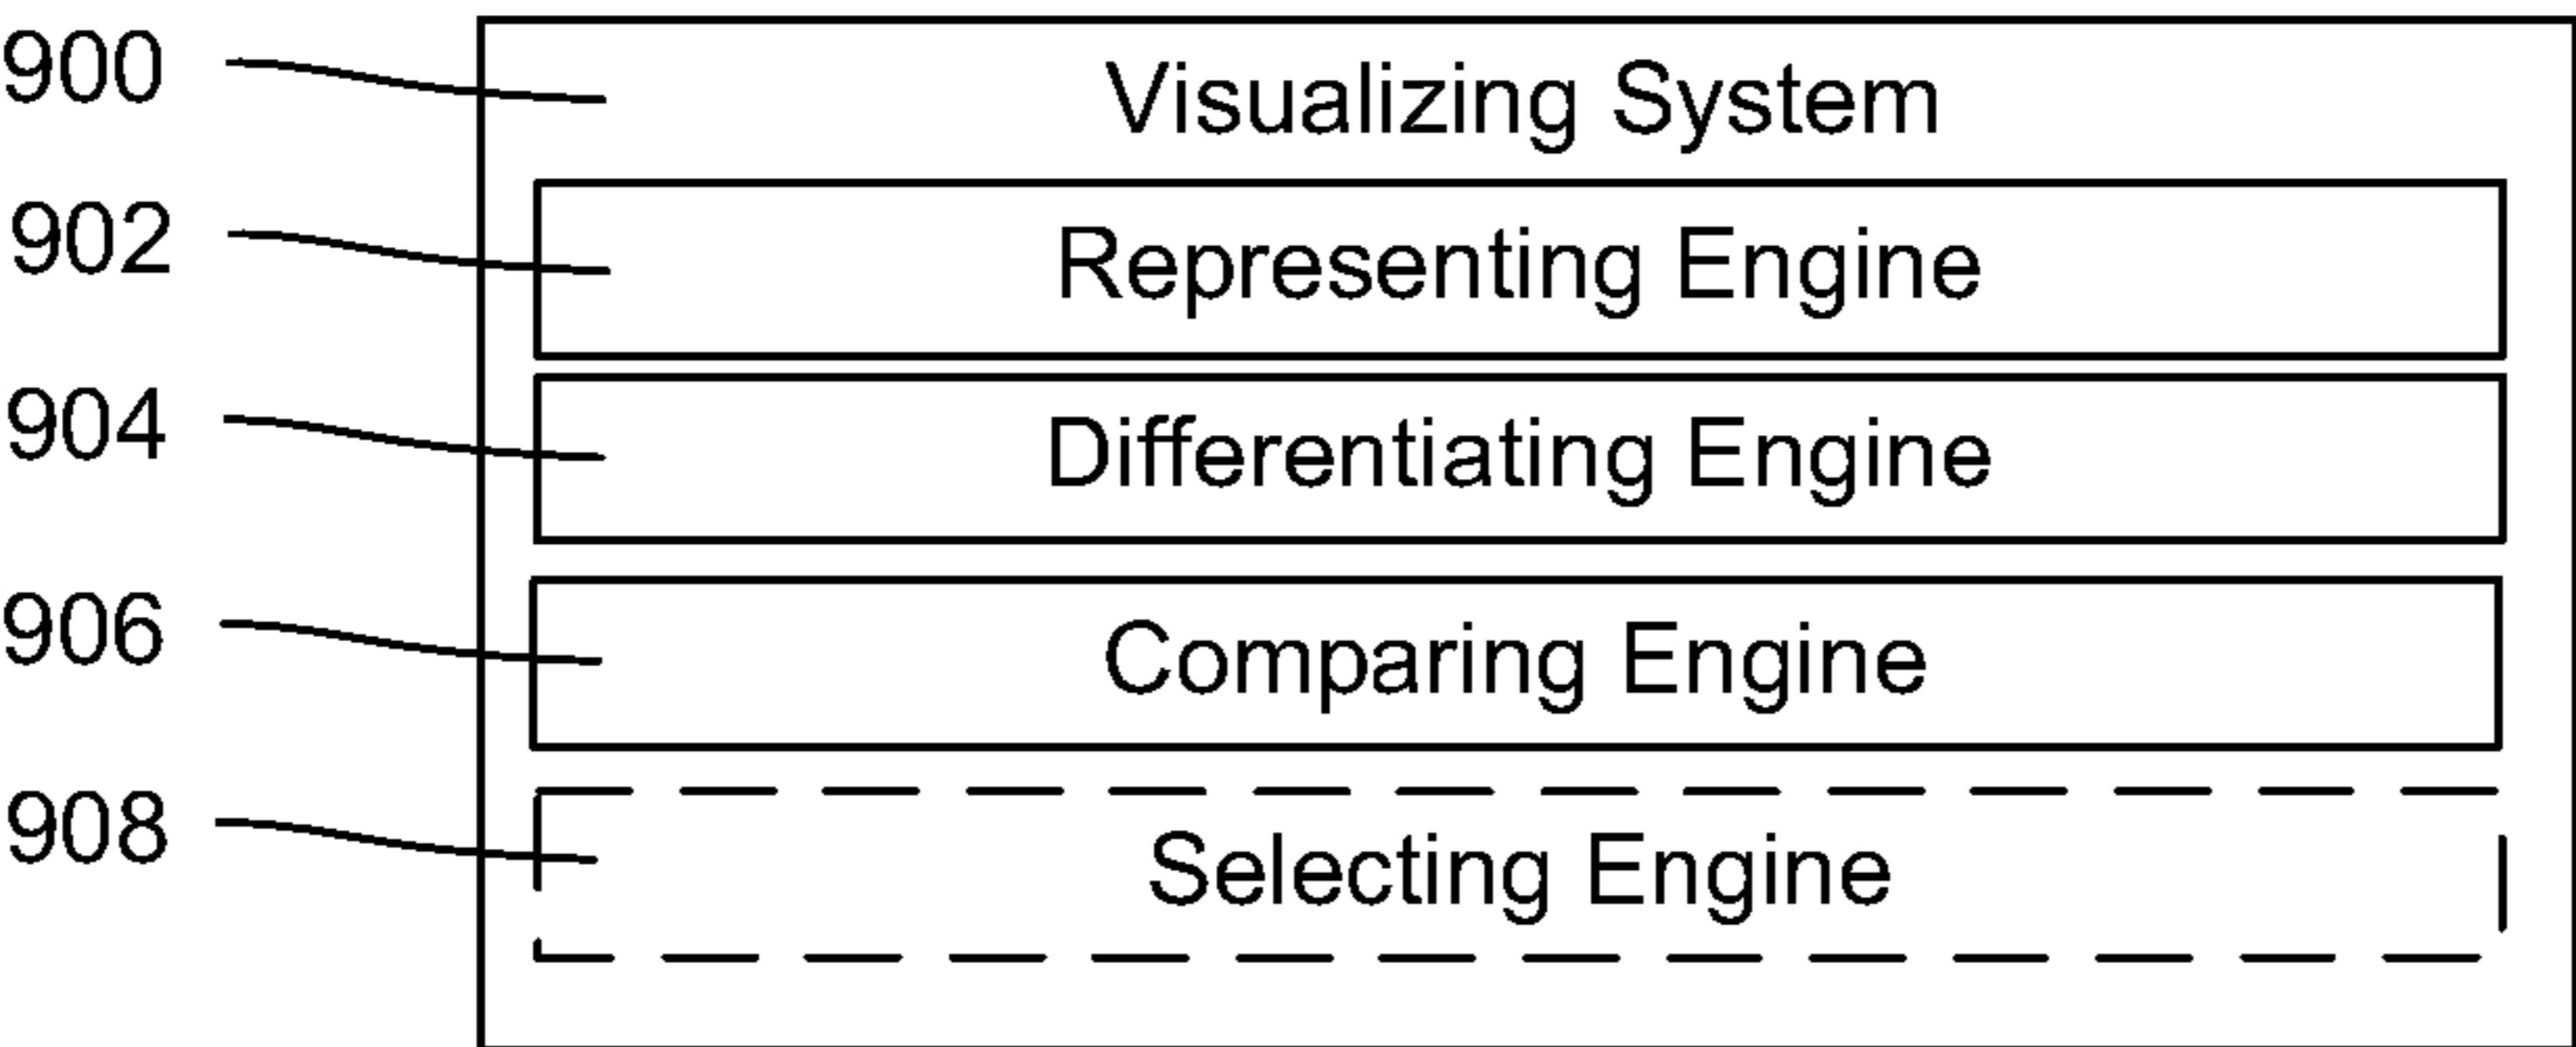 900 Visualizing System
902 Representing Engine
904 Differentiating Engine
906 Comparing Engine
908 Selecting Engine